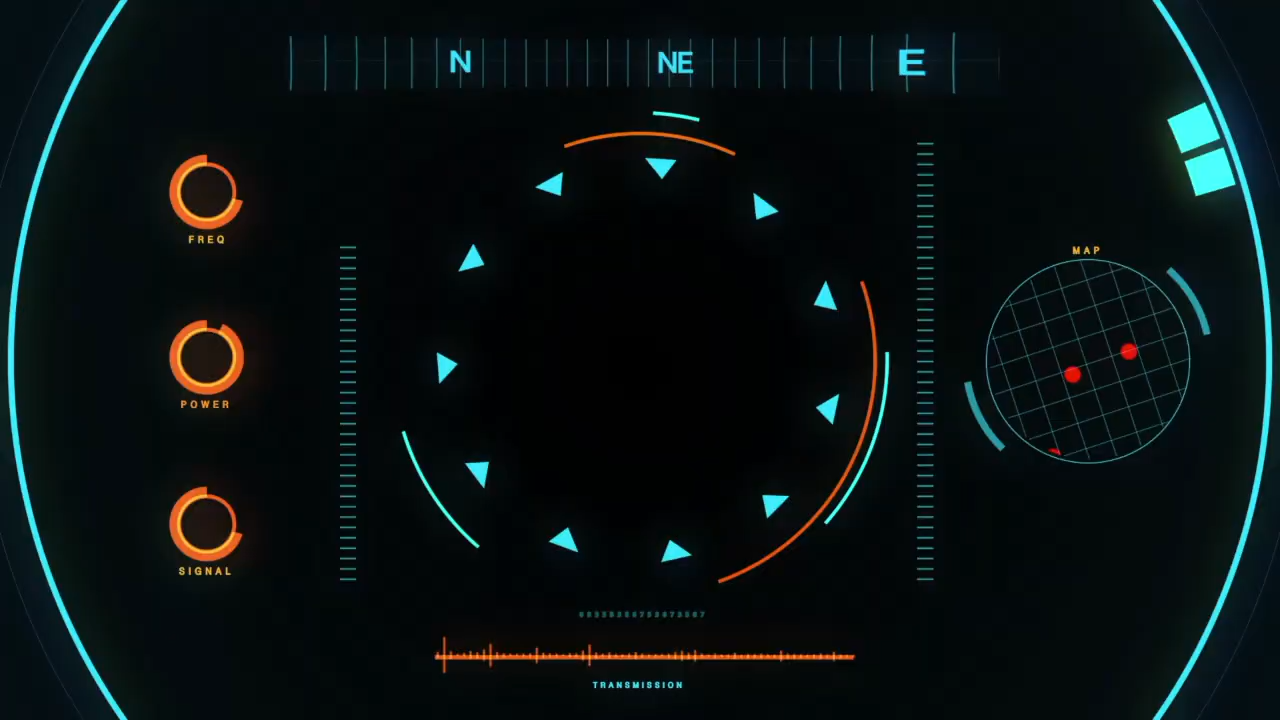 N NE E
FREQ
MAP
POWER
SIGNAL
TRANSMISSION